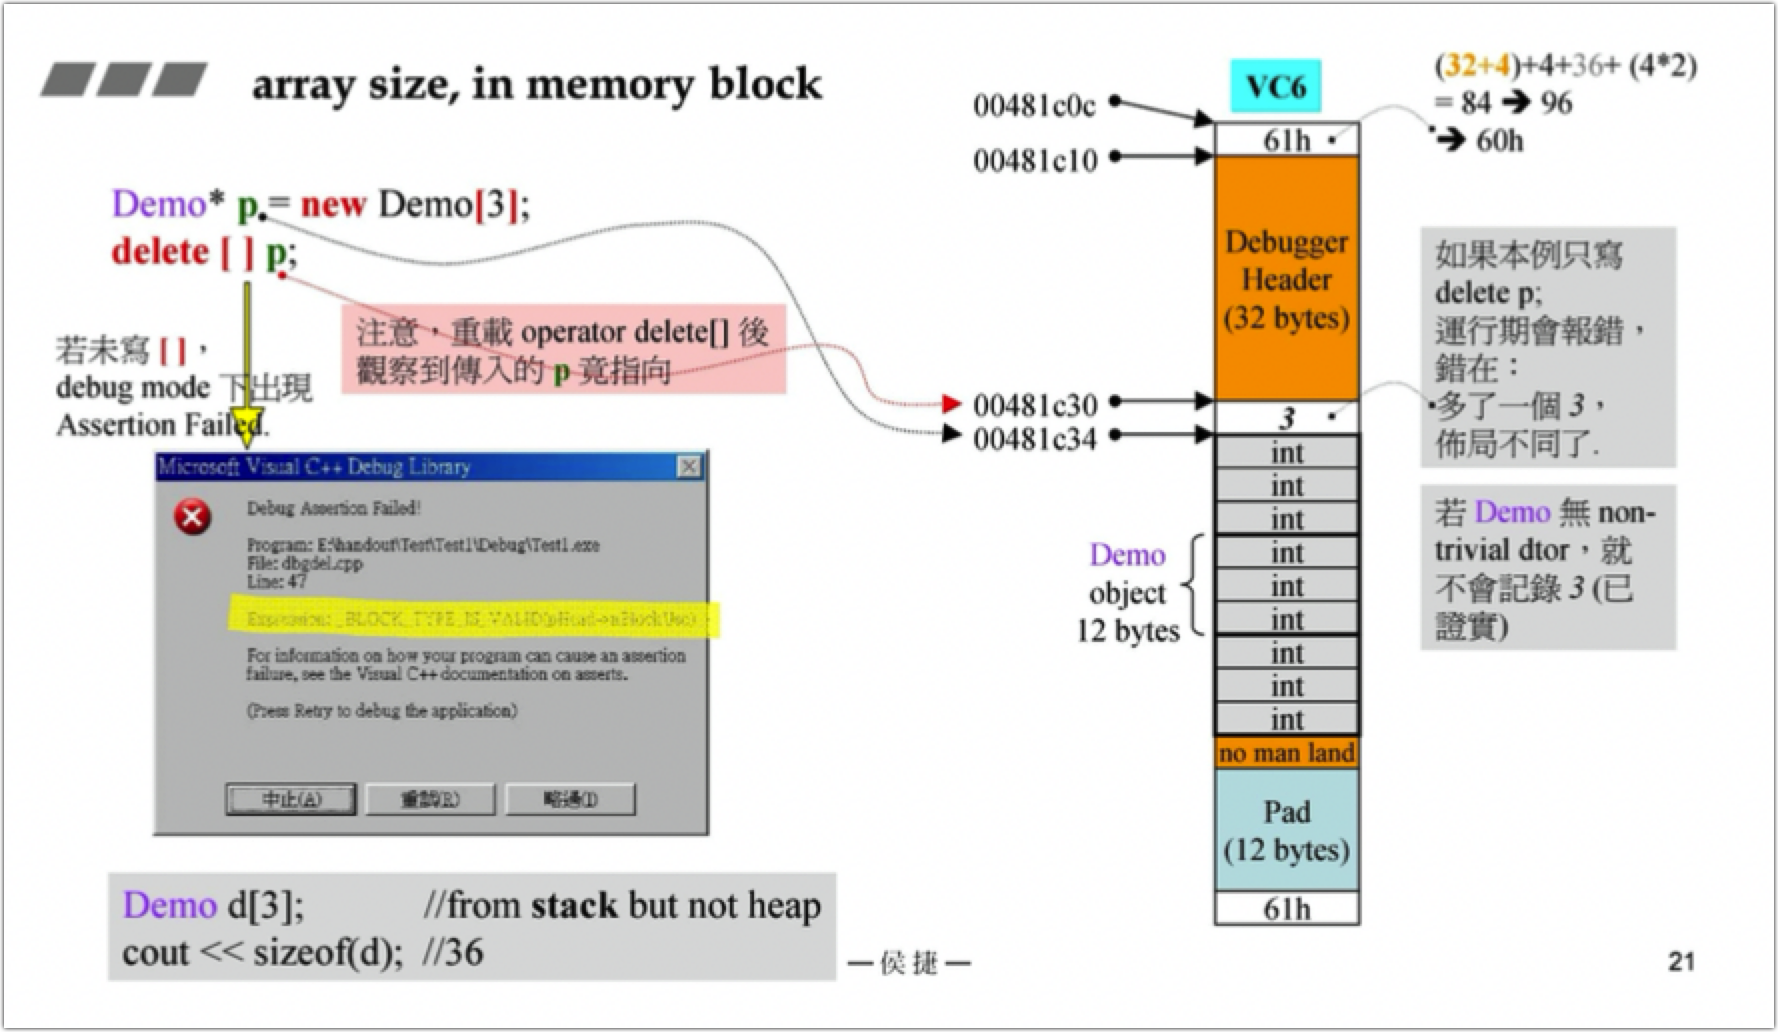 array size, in memory block
Demo* p = new Demo[3];
delete [ ] p;
若未寫 [ ]，
debug mode 下出現
Assertion Failed.
注意，重載 operator delete[] 後
觀察到傳入的 p 竟指向
Microsoft Visual C++ Debug Library
Debug Assertion Failed!
Program: E:\handout\Test\Test1\Debug\Test1.exe
File: dbgdel.cpp
Line: 47
Expression: _BLOCK_TYPE_IS_VALID(pHead->nBlockUse)
For information on how your program can cause an assertion
failure, see the Visual C++ documentation on asserts.
(Press Retry to debug the application)
中止(A)
重試(R)
略過(I)
Demo d[3]; //from stack but not heap
cout << sizeof(d); //36
VC6
00481c0c
00481c10
00481c30
00481c34
61h
Debugger
Header
(32 bytes)
3
int
int
int
int
int
int
int
int
int
no man land
Pad
(12 bytes)
61h
Demo
object
12 bytes
(32+4)+4+36+ (4*2)
= 84 ➔ 96
➔ 60h
如果本例只寫
delete p;
運行期會報錯，
錯在：
多了一個 3，
佈局不同了.
若 Demo 無 non-
trivial dtor，就
不會記錄 3 (已
證實)
—侯捷—
21